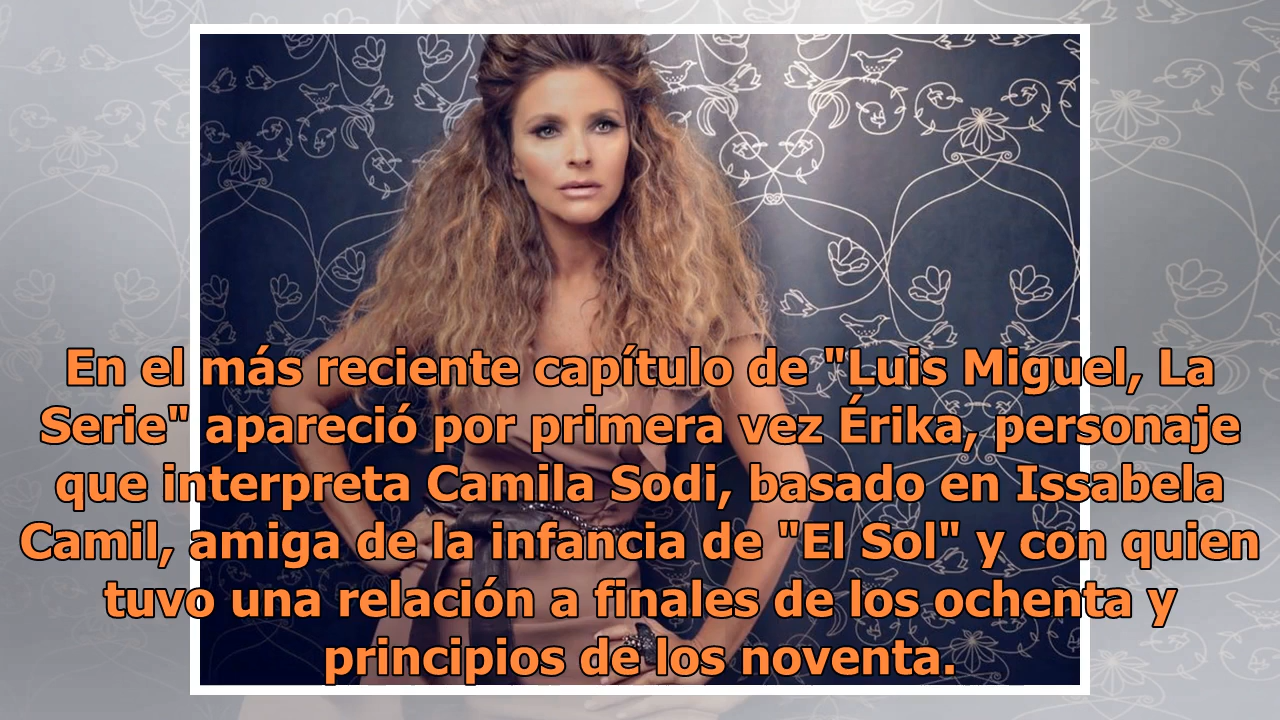 En el más reciente capítulo de "Luis Miguel, La
Serie" apareció por primera vez Érika, personaje
que interpreta Camila Sodi, basado en Issabela
Camil, amiga de la infancia de "El Sol" y con quien
tuvo una relación a finales de los ochenta y
principios de los noventa.